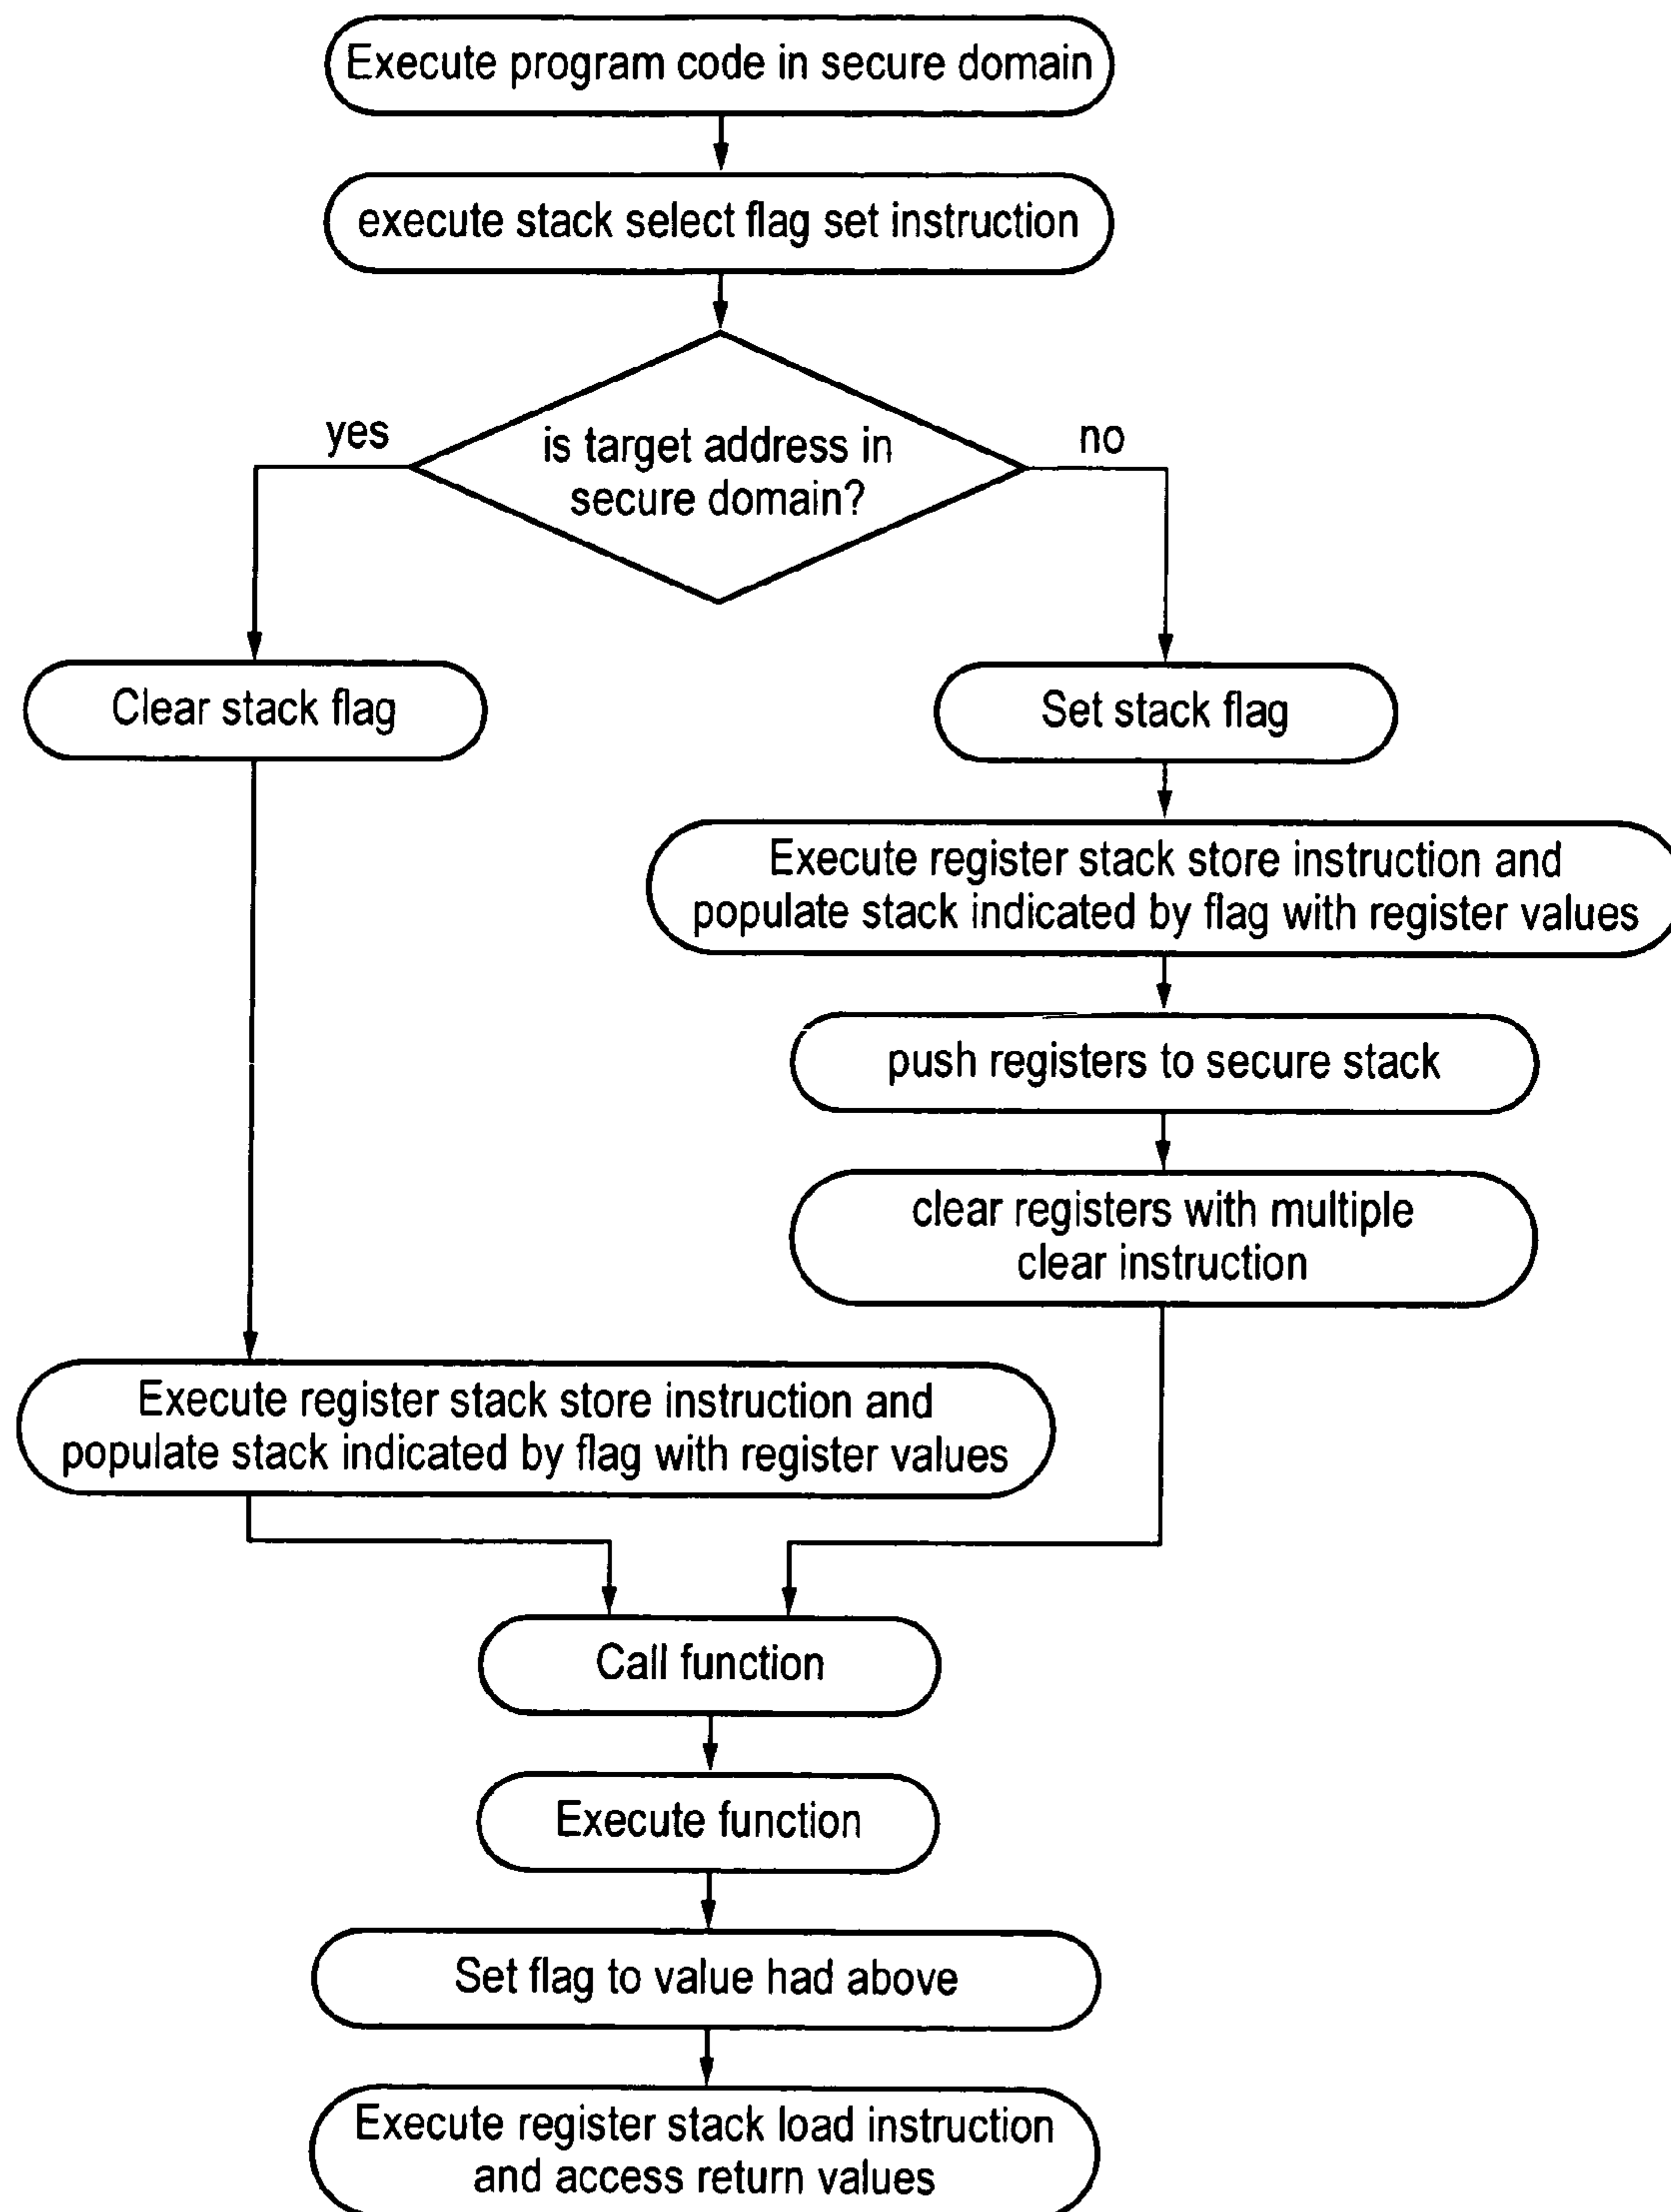 Execute program code in secure domain
execute stack select flag set instruction
yes
no
is target address in
secure domain?
Clear stack flag
Set stack flag
Execute register stack store instruction and
populate stack indicated by flag with register values
push registers to secure stack
clear registers with multiple
clear instruction
Execute register stack store instruction and
populate stack indicated by flag with register values
Call function
Execute function
Set flag to value had above
Execute register stack load instruction
and access return values